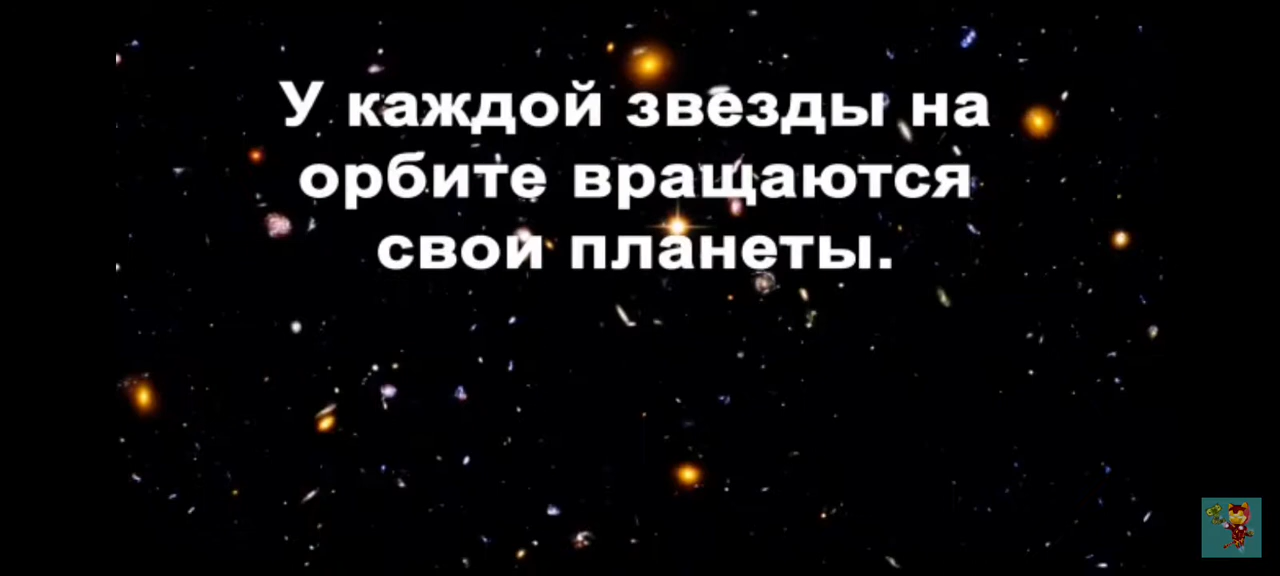 У каждой звезды на
орбите вращаются
свои планеты.